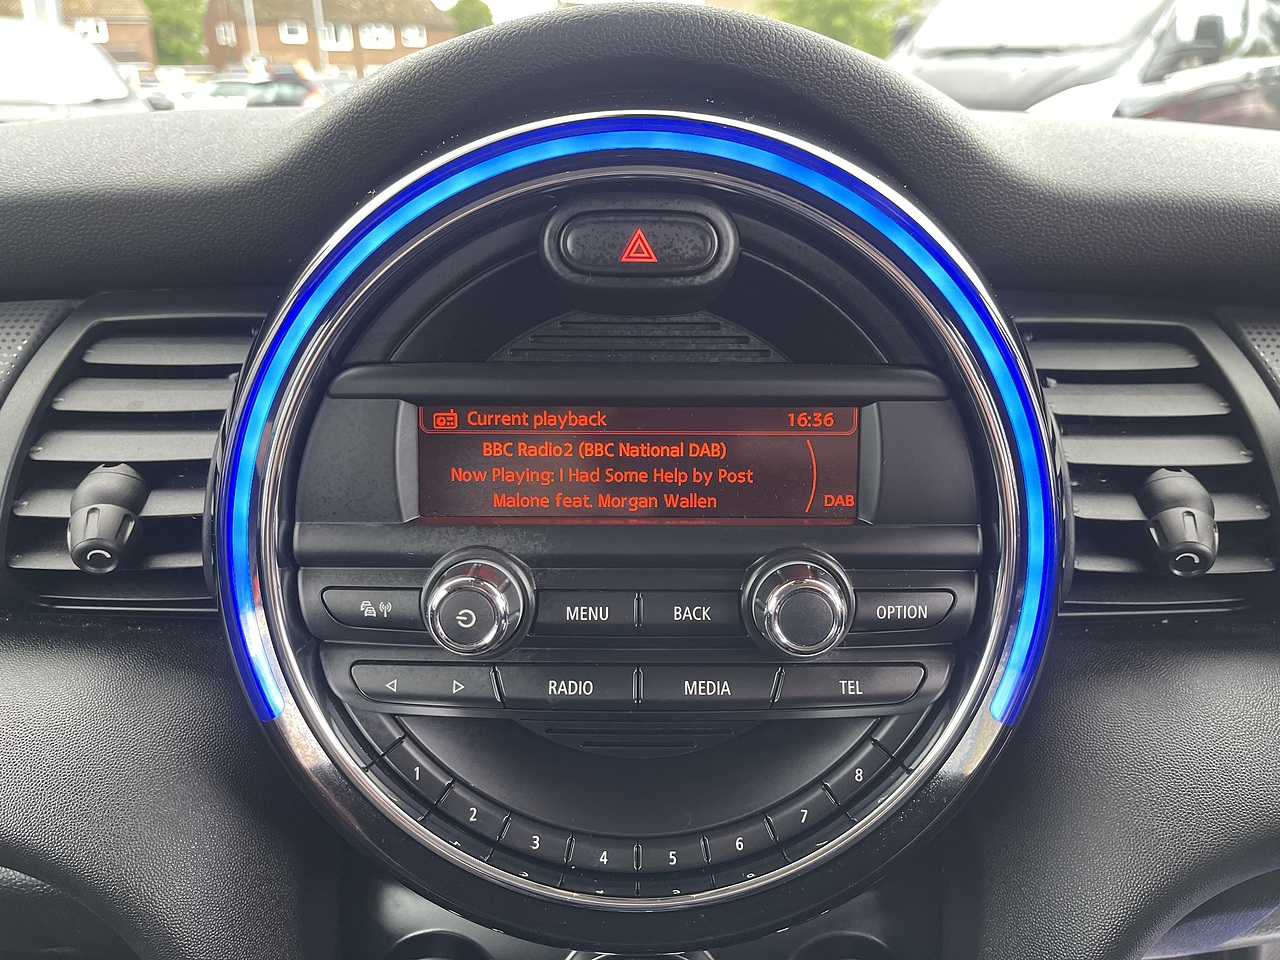 Current playback 16:36
BBC Radio2 (BBC National DAB)
Now Playing: I Had Some Help by Post
Malone feat. Morgan Wallen
DAB
MENU BACK OPTION
RADIO MEDIA TEL
1 2 3 4 5 6 7 8